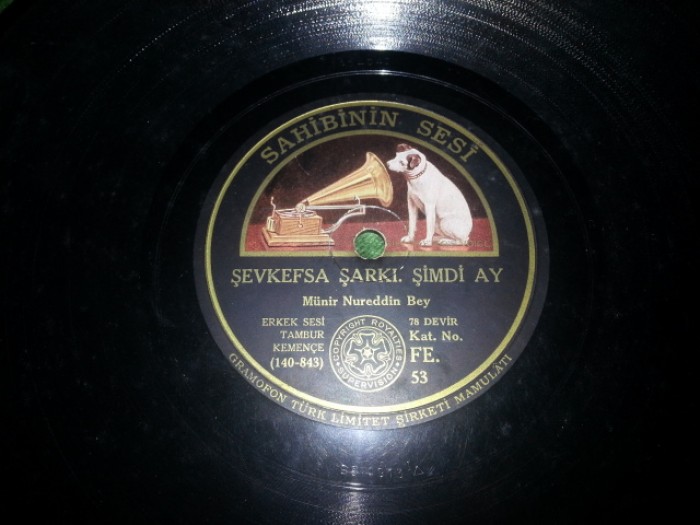 SAHİBİNİN SESİ
ŞEVKEFSA ŞARKI: ŞİMDİ AY
Münir Nureddin Bey
ERKEK SESİ
TAMBUR
KEMENÇE
(140-843)
COPYRIGHT ROYALTIES
SUPERVISION
78 DEVİR
Kat. No.
FE.
53
GRAMOFON TÜRK LİMİTET ŞİRKETİ MAMULATI